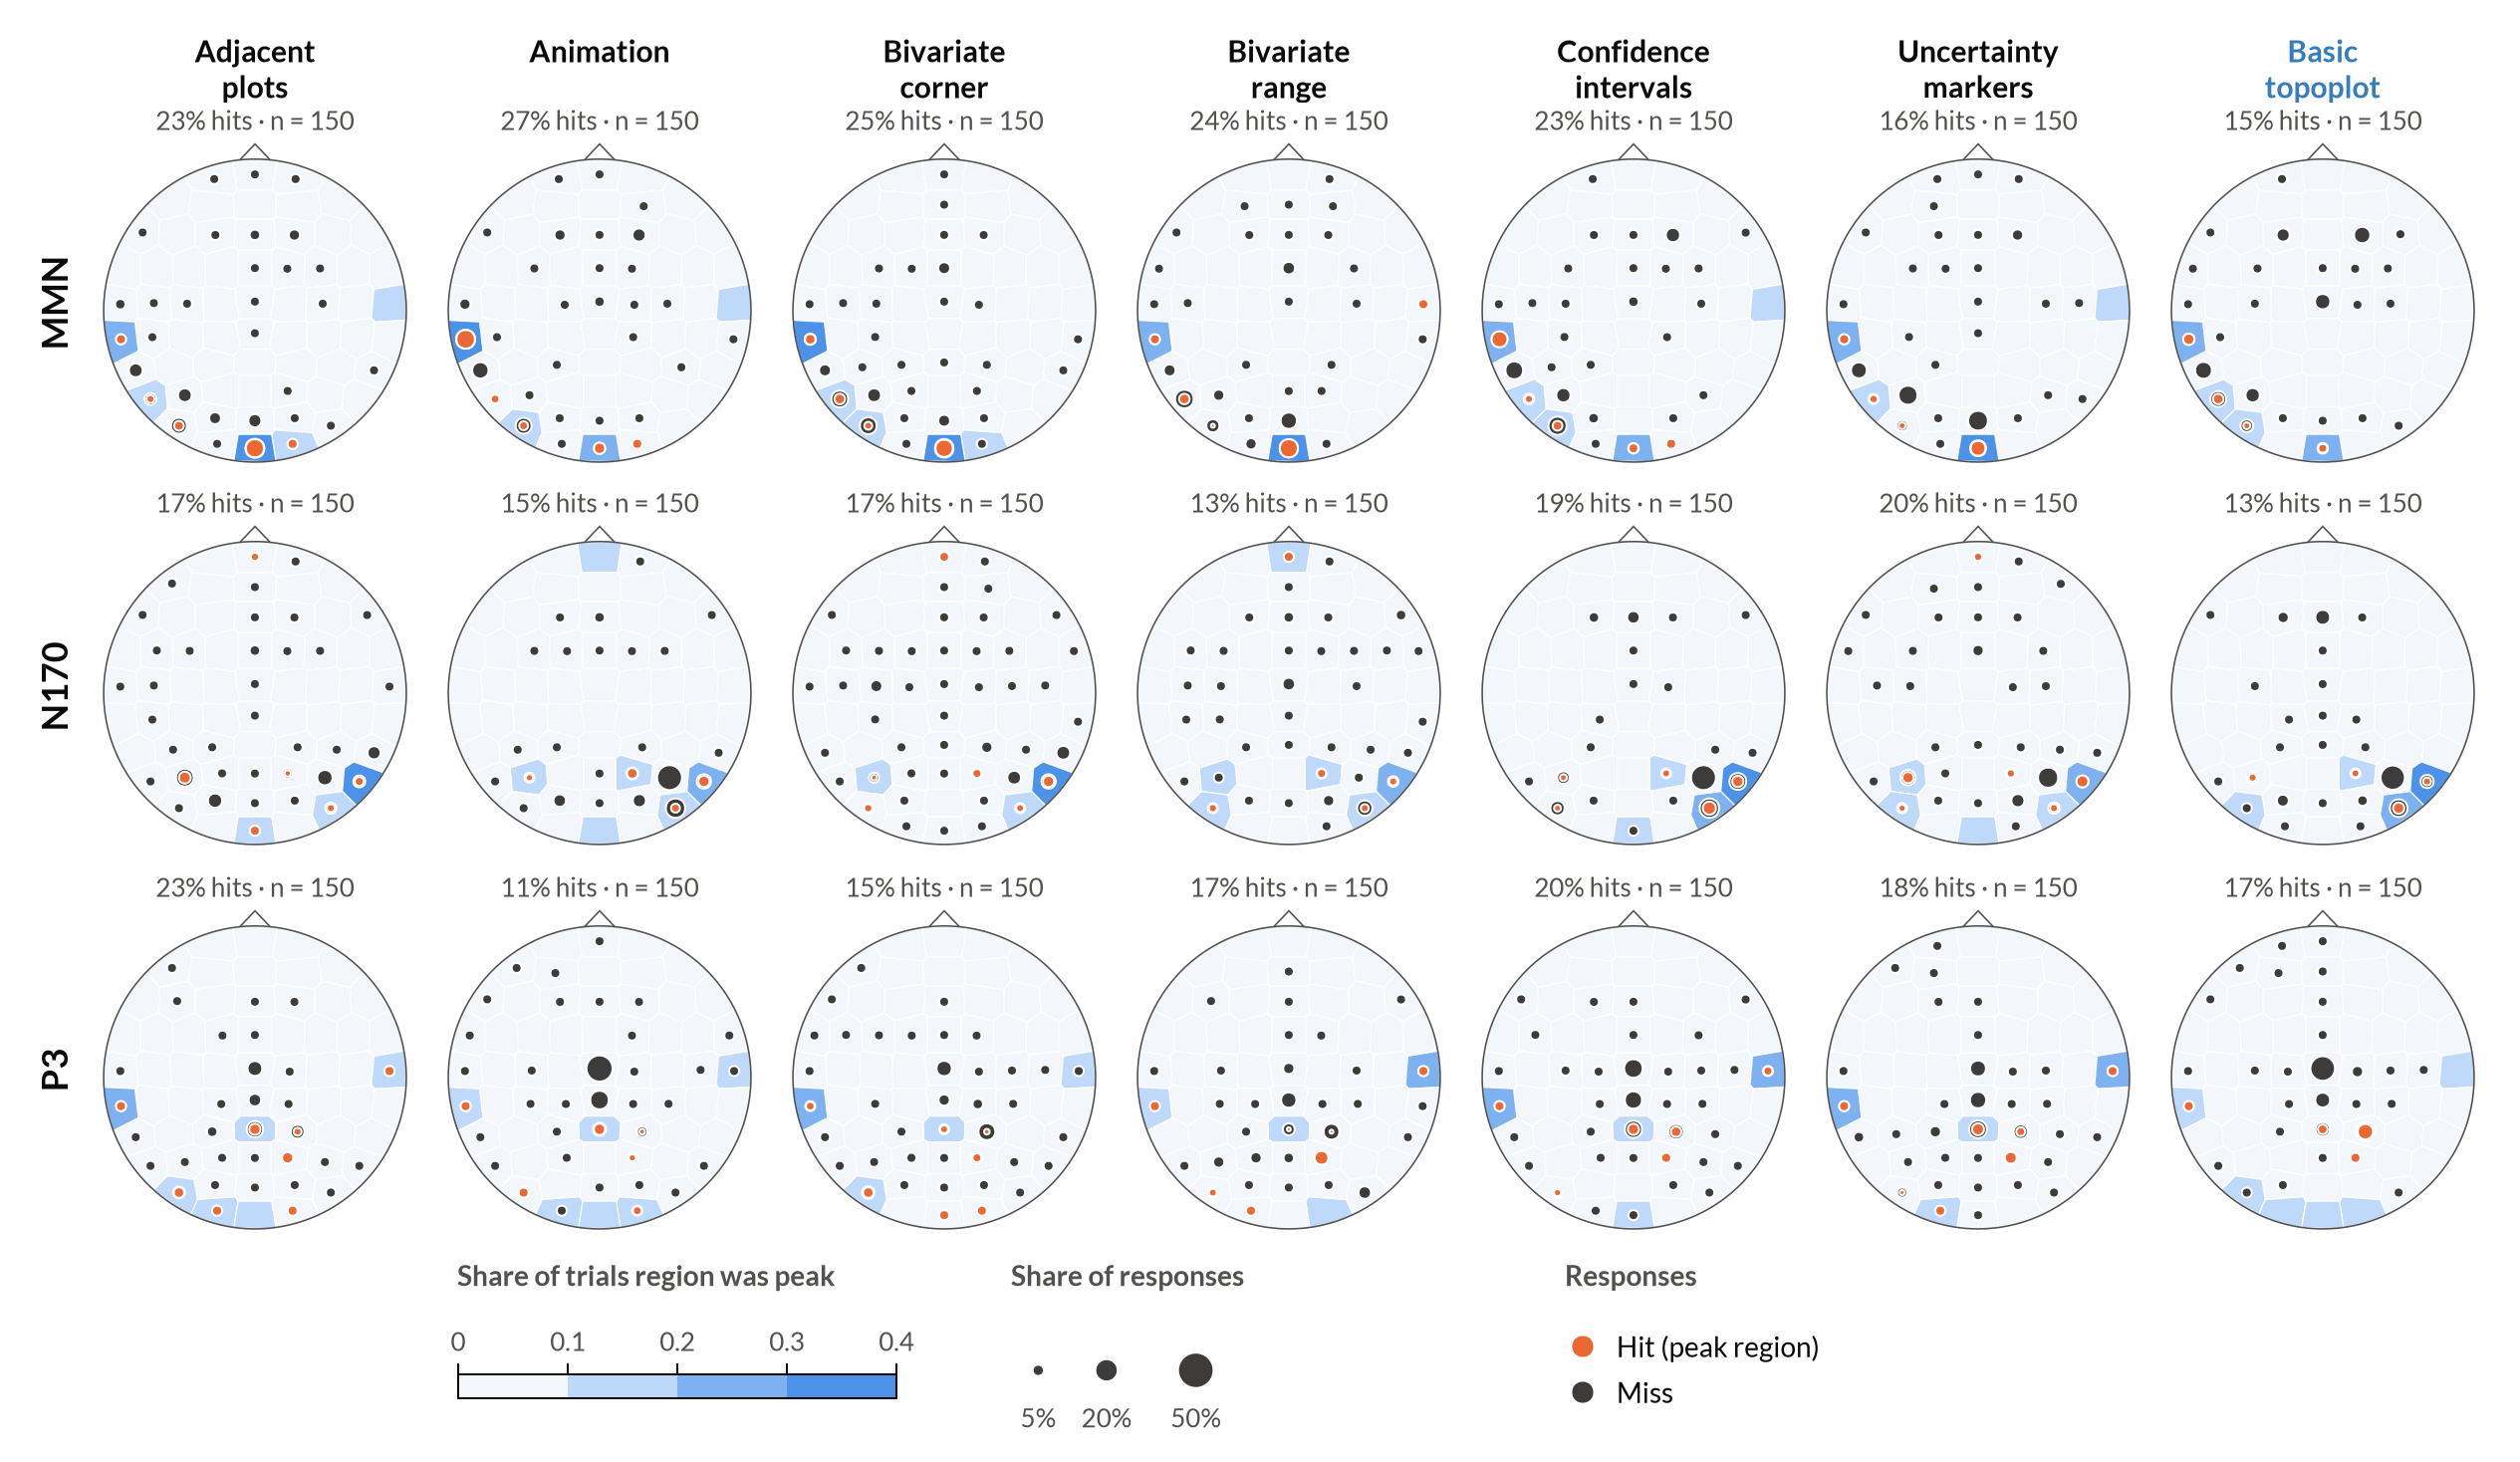 Adjacent plots
Animation
Bivariate corner
Bivariate range
Confidence intervals
Uncertainty markers
Basic topoplot
23% hits · n = 150
27% hits · n = 150
25% hits · n = 150
24% hits · n = 150
23% hits · n = 150
16% hits · n = 150
15% hits · n = 150
MMN
17% hits · n = 150
15% hits · n = 150
17% hits · n = 150
13% hits · n = 150
19% hits · n = 150
20% hits · n = 150
13% hits · n = 150
N170
23% hits · n = 150
11% hits · n = 150
15% hits · n = 150
17% hits · n = 150
20% hits · n = 150
18% hits · n = 150
17% hits · n = 150
P3
Share of trials region was peak
0 0.1 0.2 0.3 0.4
Share of responses
5% 20% 50%
Responses
Hit (peak region)
Miss